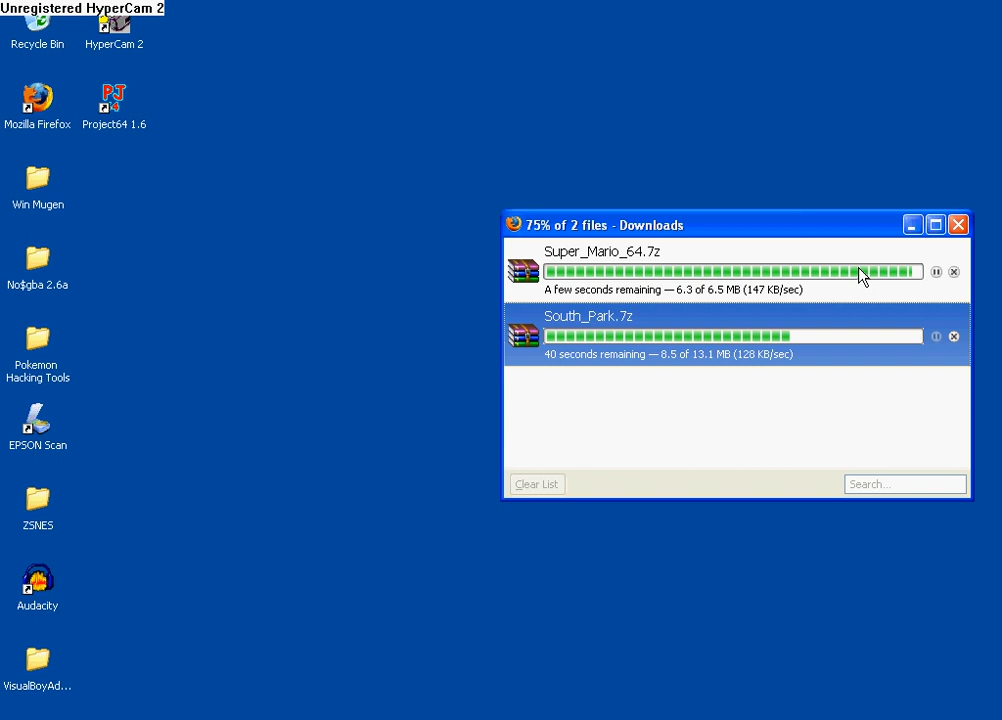 Unregistered HyperCam 2
Recycle Bin
HyperCam 2
Mozilla Firefox
PJ
64
Project64 1.6
Win Mugen
No$gba 2.6a
Pokemon
Hacking Tools
EPSON Scan
ZSNES
Audacity
VisualBoyAd...
75% of 2 files - Downloads
Super_Mario_64.7z
A few seconds remaining — 6.3 of 6.5 MB (147 KB/sec)
South_Park.7z
40 seconds remaining — 8.5 of 13.1 MB (128 KB/sec)
Clear List
Search...